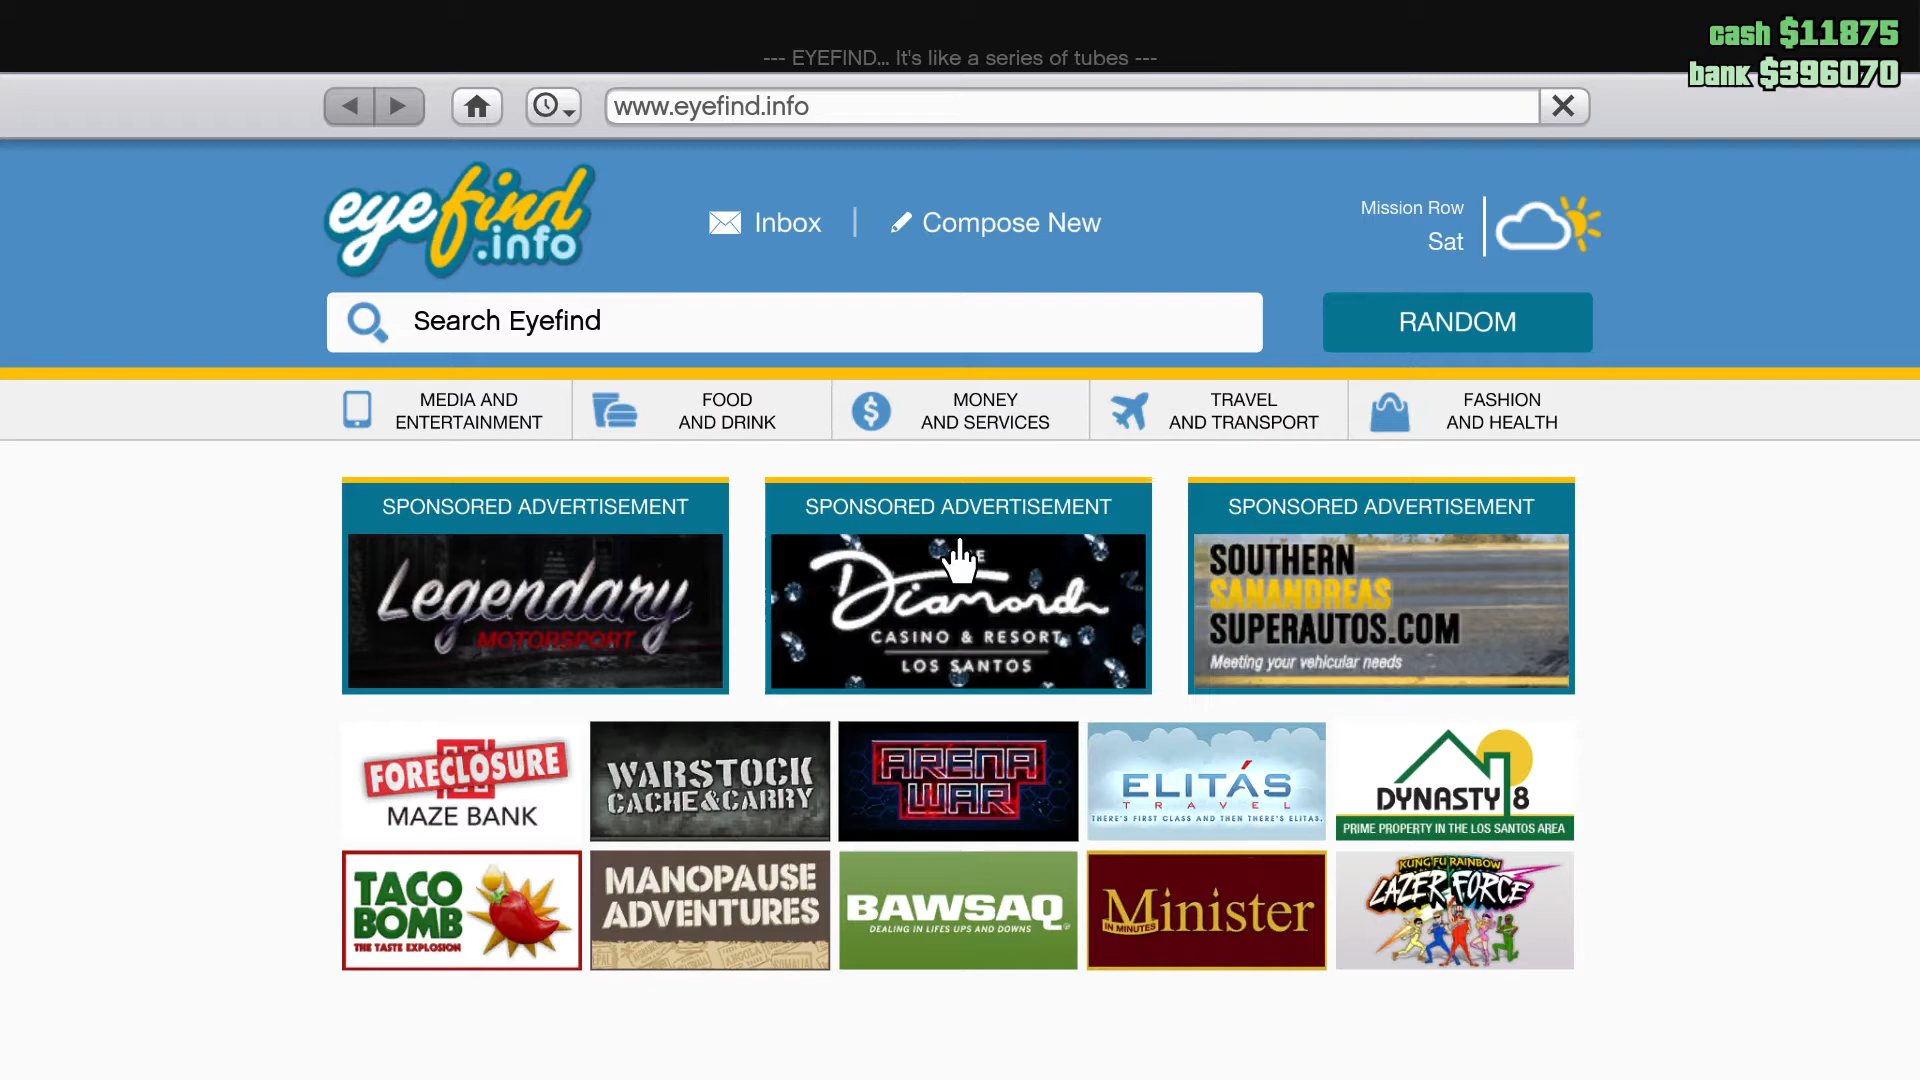 cash $11875
--- EYEFIND... It's like a series of tubes ---
bank $396070
www.eyefind.info
eyefind
.info
Inbox
Compose New
Mission Row
Sat
Search Eyefind
RANDOM
MEDIA AND
ENTERTAINMENT
FOOD
AND DRINK
MONEY
AND SERVICES
TRAVEL
AND TRANSPORT
FASHION
AND HEALTH
SPONSORED ADVERTISEMENT
Legendary
MOTORSPORT
SPONSORED ADVERTISEMENT
Diamond
CASINO & RESORT
LOS SANTOS
SPONSORED ADVERTISEMENT
SOUTHERN
SANANDREAS
SUPERAUTOS.COM
Meeting your vehicular needs
FORECLOSURE
MAZE BANK
WARSTOCK
CACHE&CARRY
ARENA
WAR
ELITÁS
TRAVEL
THERE'S FIRST CLASS AND THEN THERE'S ELITAS.
DYNASTY 8
PRIME PROPERTY IN THE LOS SANTOS AREA
TACO
BOMB
THE TASTE EXPLOSION
MANOPAUSE
ADVENTURES
BAWSAQ
DEALING IN LIFES UPS AND DOWNS
Minister
IN MINUTES
KUNG FU RAINBOW
LAZER FORCE